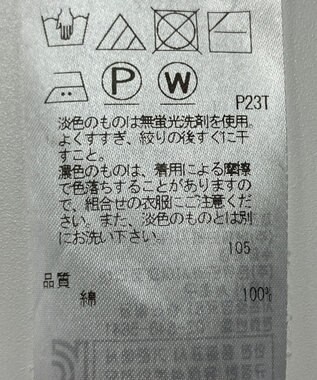 P
W
P23T
淡色のものは無蛍光洗剤を使用。
よくすすぎ、絞りの後すぐに干
すこと。
濃色のものは、着用による摩擦
で色落ちすることがありますの
で、組合せの衣服にご注意くだ
さい。また、淡色のものとは別
にお洗い下さい。
105
品質
綿 100%